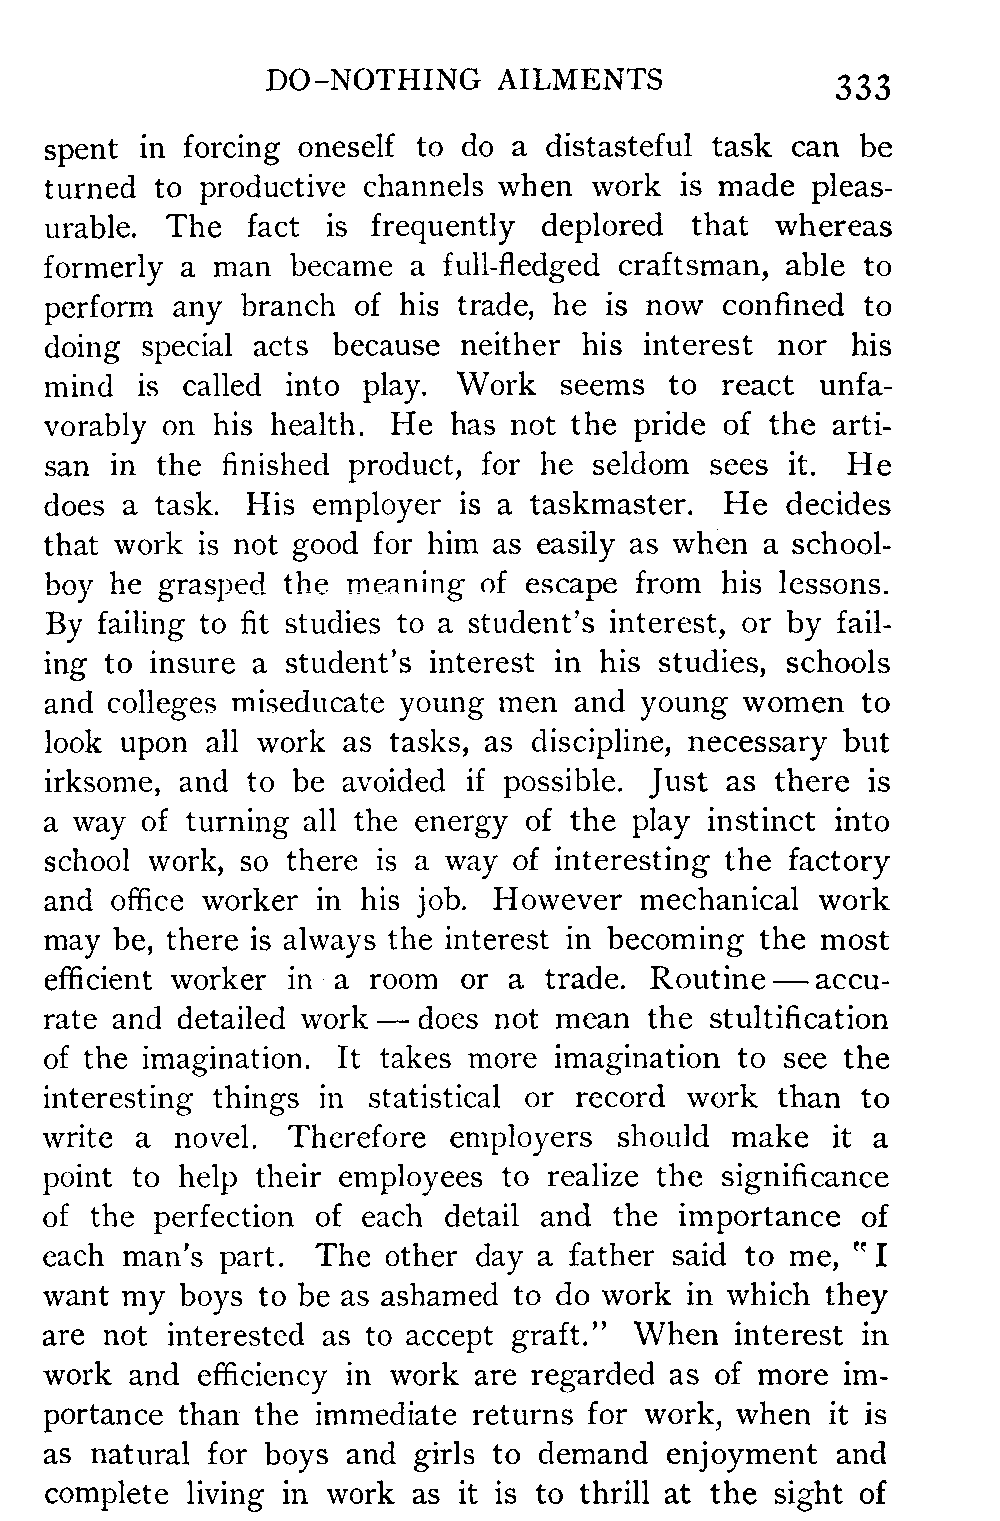 DO-NOTHING AILMENTS 333
spent in forcing oneself to do a distasteful task can be
turned to productive channels when work is made pleas-
urable. The fact is frequently deplored that whereas
formerly a man became a full-fledged craftsman, able to
perform any branch of his trade, he is now confined to
doing special acts because neither his interest nor his
mind is called into play. Work seems to react unfa-
vorably on his health. He has not the pride of the arti-
san in the finished product, for he seldom sees it. He
does a task. His employer is a taskmaster. He decides
that work is not good for him as easily as when a school-
boy he grasped the meaning of escape from his lessons.
By failing to fit studies to a student's interest, or by fail-
ing to insure a student's interest in his studies, schools
and colleges miseducate young men and young women to
look upon all work as tasks, as discipline, necessary but
irksome, and to be avoided if possible. Just as there is
a way of turning all the energy of the play instinct into
school work, so there is a way of interesting the factory
and office worker in his job. However mechanical work
may be, there is always the interest in becoming the most
efficient worker in a room or a trade. Routine — accu-
rate and detailed work — does not mean the stultification
of the imagination. It takes more imagination to see the
interesting things in statistical or record work than to
write a novel. Therefore employers should make it a
point to help their employees to realize the significance
of the perfection of each detail and the importance of
each man's part. The other day a father said to me, "I
want my boys to be as ashamed to do work in which they
are not interested as to accept graft." When interest in
work and efficiency in work are regarded as of more im-
portance than the immediate returns for work, when it is
as natural for boys and girls to demand enjoyment and
complete living in work as it is to thrill at the sight of